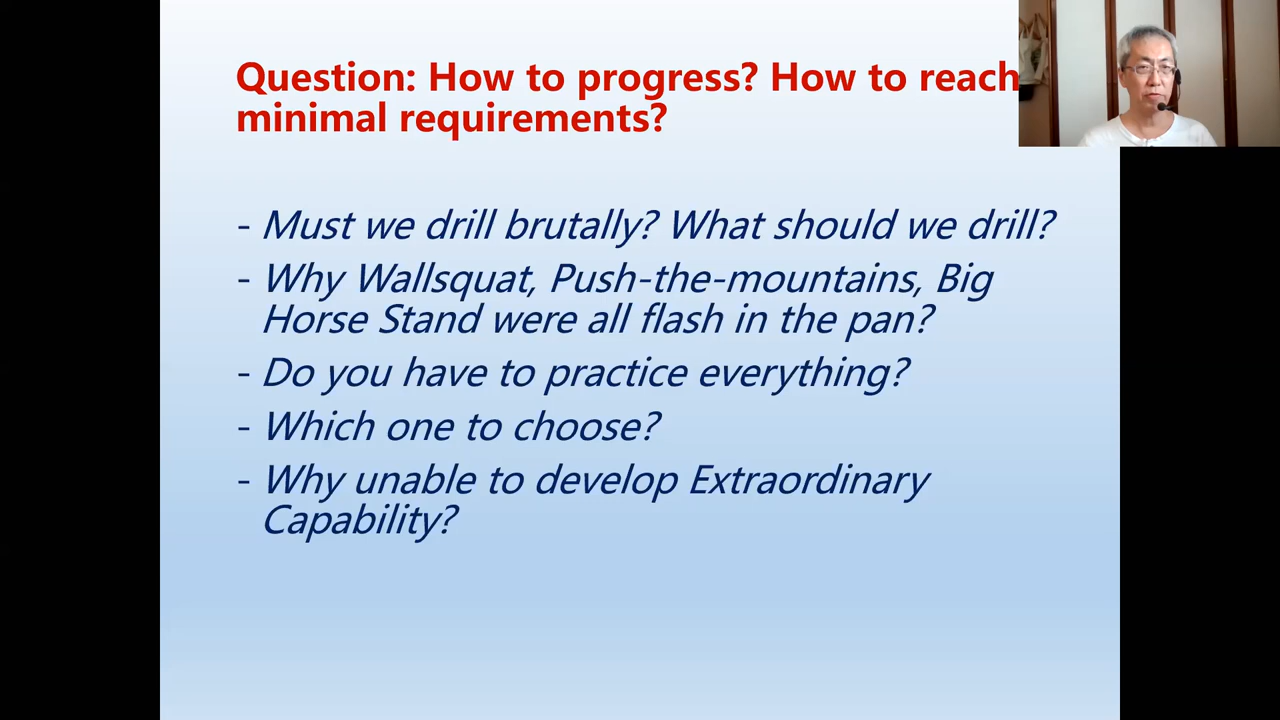 Question: How to progress? How to reach
minimal requirements?
- Must we drill brutally? What should we drill?
- Why Wallsquat, Push-the-mountains, Big
Horse Stand were all flash in the pan?
- Do you have to practice everything?
- Which one to choose?
- Why unable to develop Extraordinary
Capability?